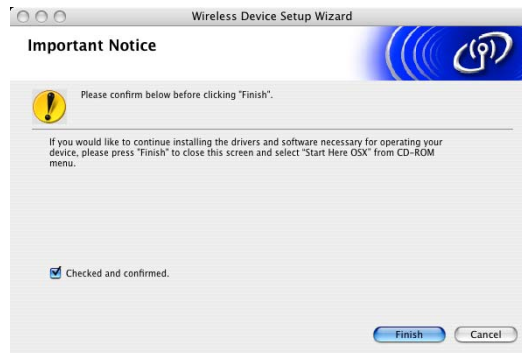 Wireless Device Setup Wizard
Important Notice
Please confirm below before clicking "Finish".
If you would like to continue installing the drivers and software necessary for operating your
device, please press "Finish" to close this screen and select "Start Here OSX" from CD-ROM
menu.
Checked and confirmed.
Finish
Cancel